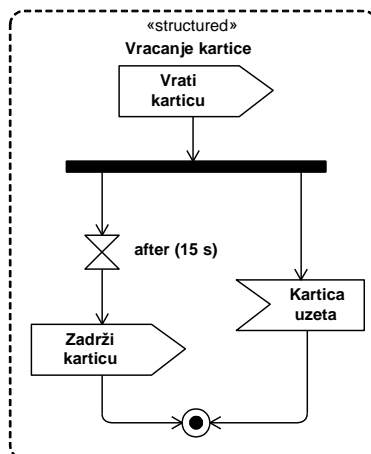 «structured»
Vracanje kartice
Vrati
karticu
after (15 s)
Kartica
uzeta
Zadrži
karticu